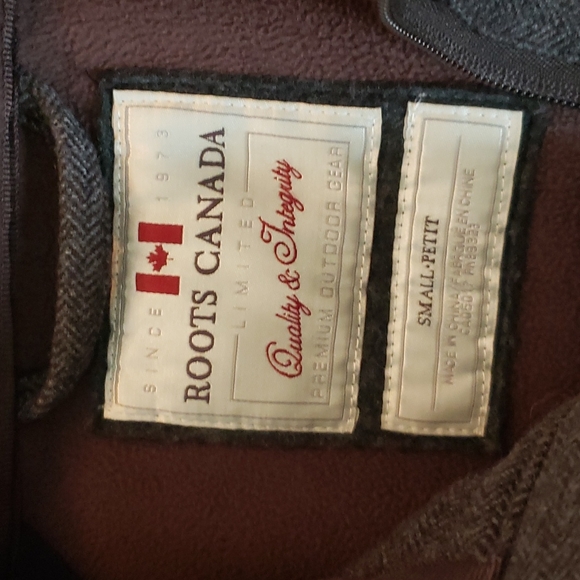 SINCE 1973
ROOTS CANADA
LIMITED
Quality & Integrity
PREMIUM OUTDOOR GEAR
SMALL•PETIT
MADE IN CHINA / FABRIQUÉ EN CHINE